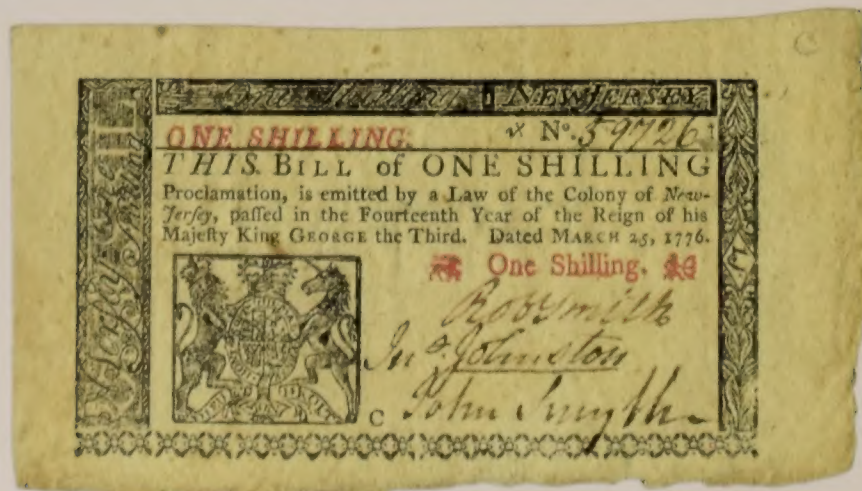 C
One Shilling NEW JERSEY
ONE SHILLING. No. 59726
THIS BILL of ONE SHILLING
Proclamation, is emitted by a Law of the Colony of New-
Jerſey, paſſed in the Fourteenth Year of the Reign of his
Majeſty King GEORGE the Third. Dated MARCH 25, 1776.
One Shilling.
Robt Smith
Jno. Johnston
C John Smyth
N. Jerſey Shilling